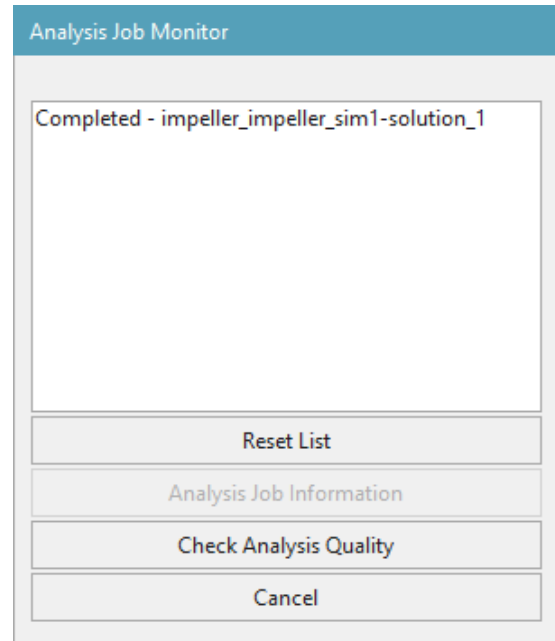 Analysis Job Monitor
Completed - impeller_impeller_sim1-solution_1
Reset List
Analysis Job Information
Check Analysis Quality
Cancel